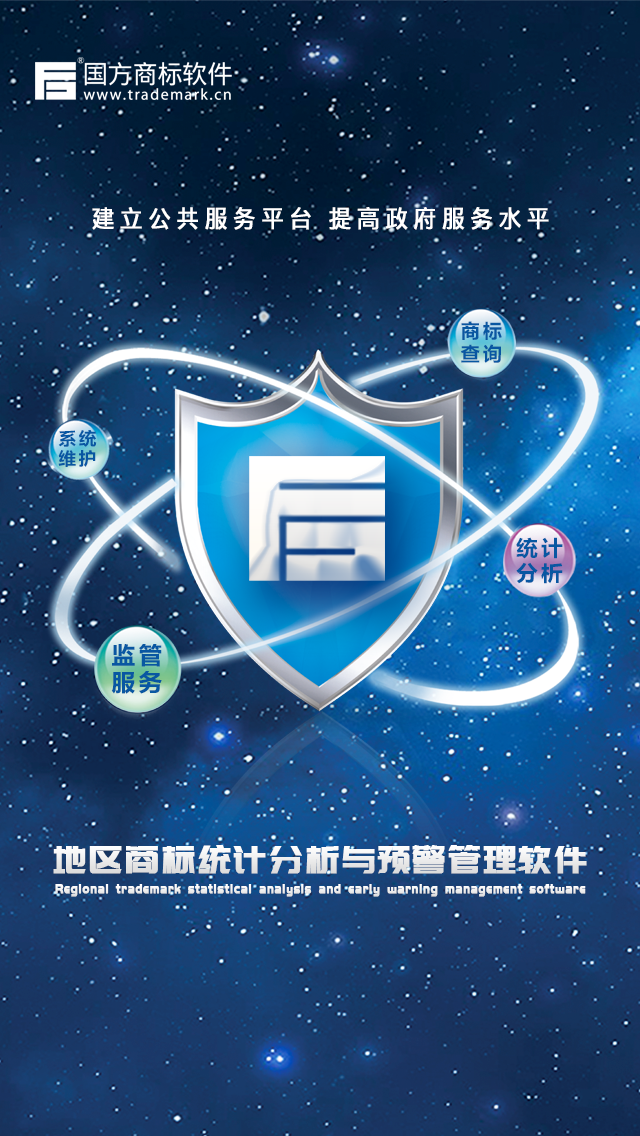 国方商标软件®
www.trademark.cn
建立公共服务平台 提高政府服务水平
商标
查询
系统
维护
统计
分析
监管
服务
地区商标统计分析与预警管理软件
Regional trademark statistical analysis and early warning management software